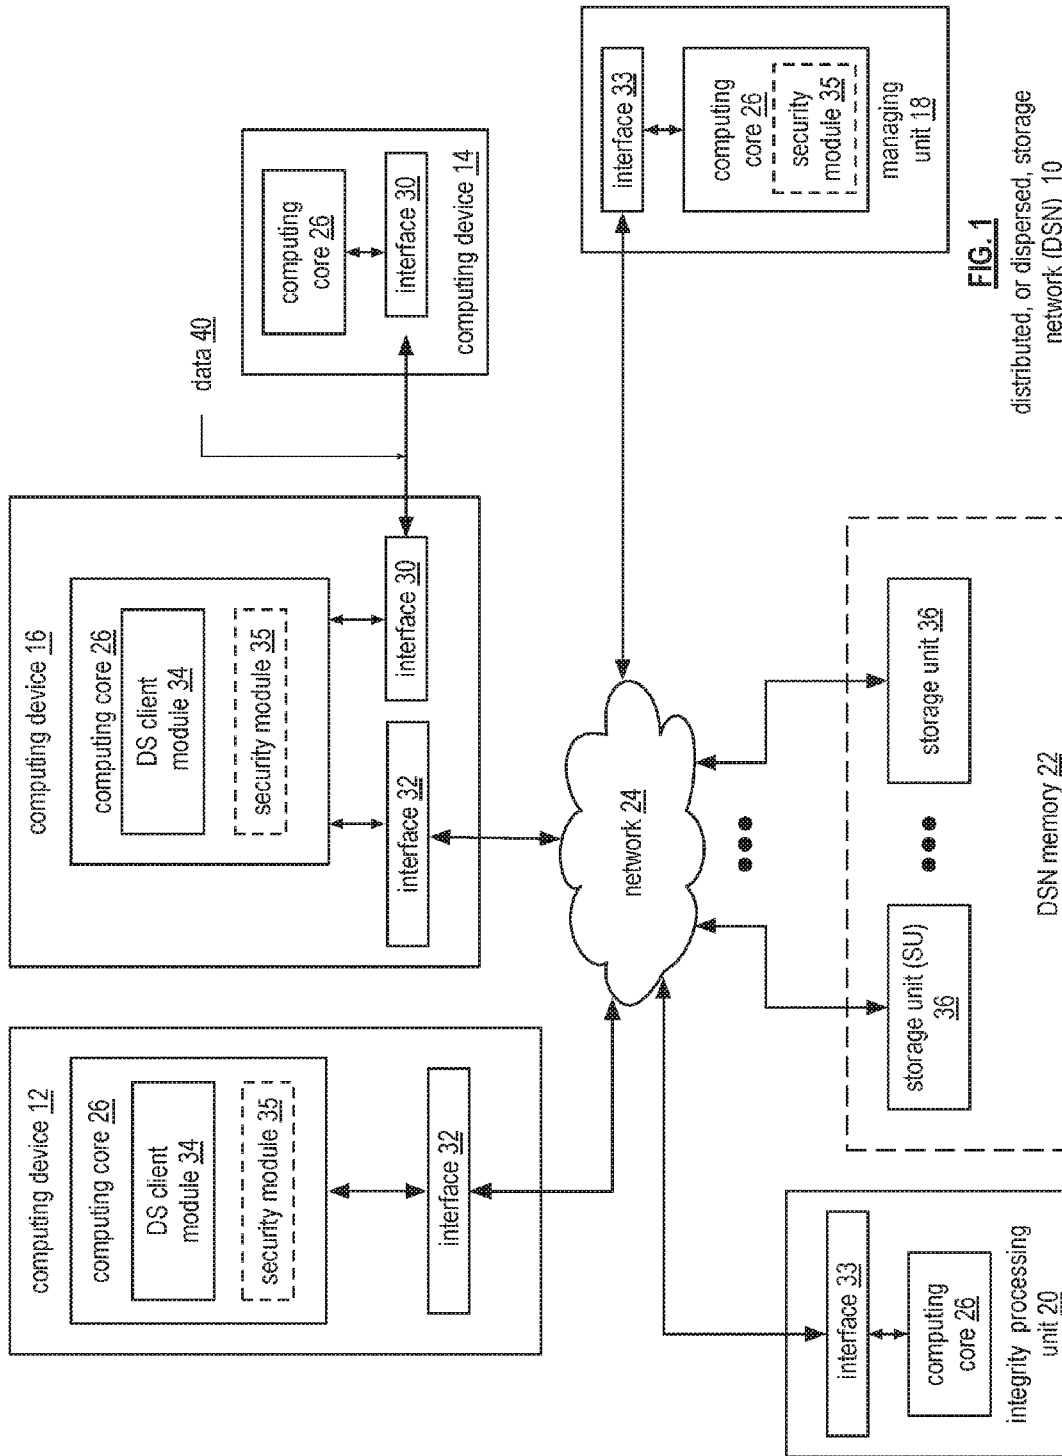 computing device 12
computing core 26
DS client
module 34
security module 35
interface 32
computing device 16
computing core 26
DS client
module 34
security module 35
interface 32
interface 30
data 40
computing
core 26
interface 30
computing device 14
network 24
interface 33
computing
core 26
security
module 35
managing
unit 18
interface 33
computing
core 26
integrity processing
unit 20
storage unit (SU)
36
storage unit 36
DSN memory 22
FIG. 1
distributed, or dispersed, storage
network (DSN) 10